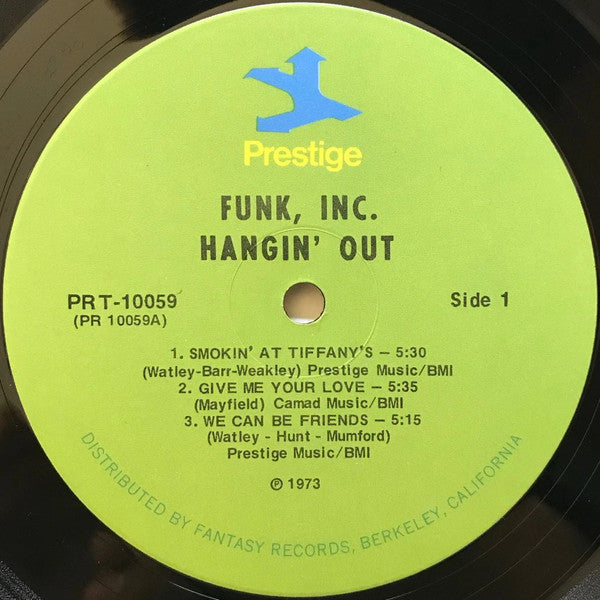 Prestige
FUNK, INC.
HANGIN' OUT
PRT-10059
(PR 10059A)
Side 1
1. SMOKIN' AT TIFFANY'S – 5:30
(Watley-Barr-Weakley) Prestige Music/BMI
2. GIVE ME YOUR LOVE – 5:35
(Mayfield) Camad Music/BMI
3. WE CAN BE FRIENDS – 5:15
(Watley - Hunt - Mumford)
Prestige Music/BMI
℗ 1973
DISTRIBUTED BY FANTASY RECORDS, BERKELEY, CALIFORNIA